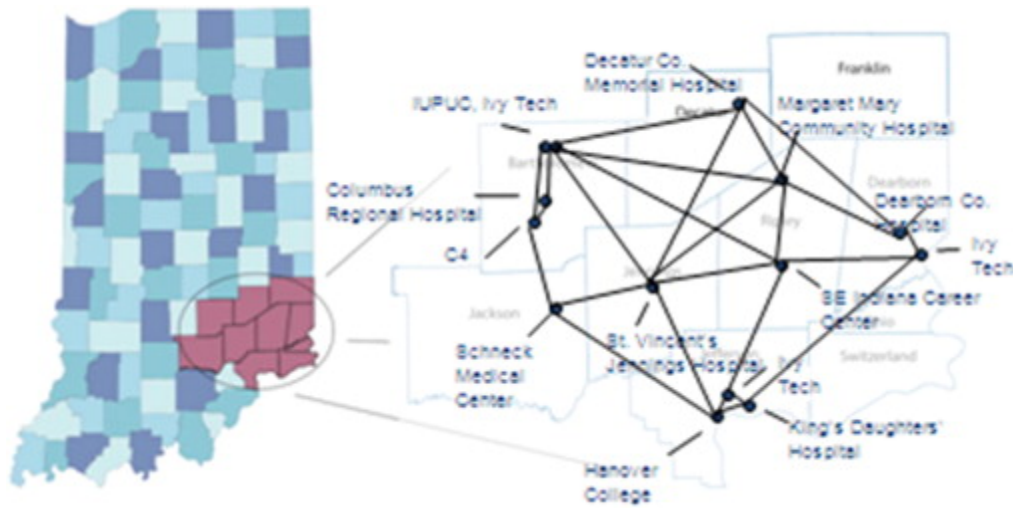 Decatur Co.
Memorial Hospital
Franklin
IUPUC, Ivy Tech
Margaret Mary
Community Hospital
Columbus
Regional Hospital
Dearborn
Dearborn Co.
Hospital
Ripley
C4
Ivy
Tech
Jackson
SE Indiana Career
Center
St. Vincent's
Jennings Hospital
Switzerland
Schneck
Medical
Center
Ivy
Tech
King's Daughters'
Hospital
Hanover
College